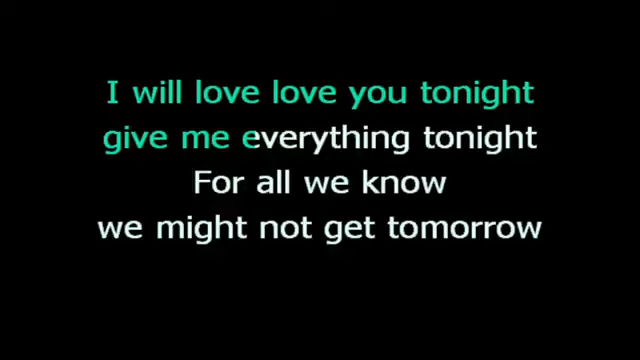 I will love love you tonight
give me everything tonight
For all we know
we might not get tomorrow